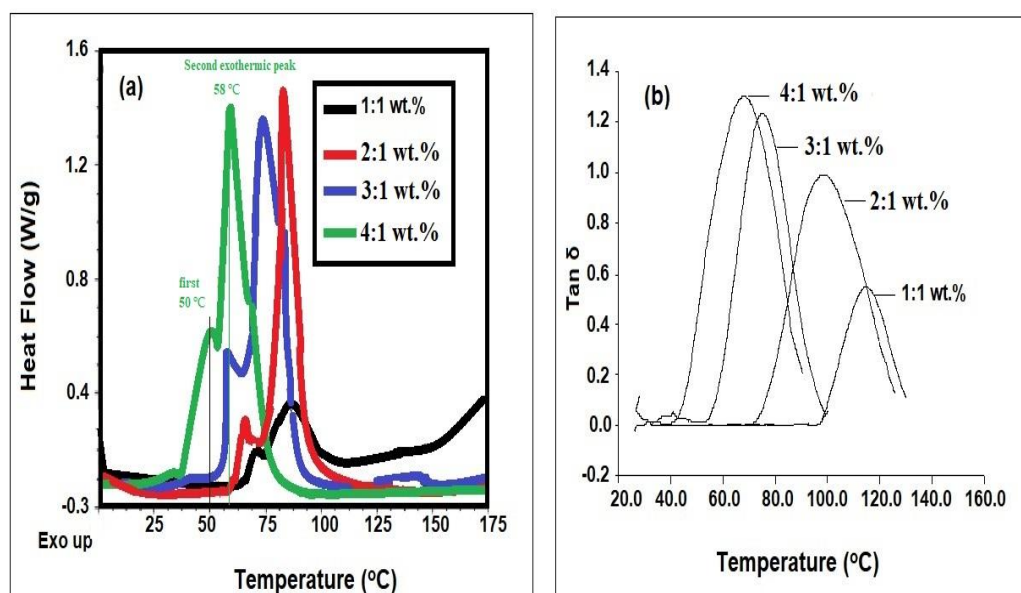 (a)
Second exothermic peak
58 °C
first
50 °C
1:1 wt.%
2:1 wt.%
3:1 wt.%
4:1 wt.%
Heat Flow (W/g)
1.6
1.2
0.8
0.4
-0.3
Exo up
25
50
75
100
125
150
175
Temperature (°C)
(b)
4:1 wt.%
3:1 wt.%
2:1 wt.%
1:1 wt.%
Tan δ
1.4
1.2
1.0
0.8
0.6
0.4
0.2
0.0
-0.2
20.0
40.0
60.0
80.0
100.0
120.0
140.0
160.0
Temperature (°C)